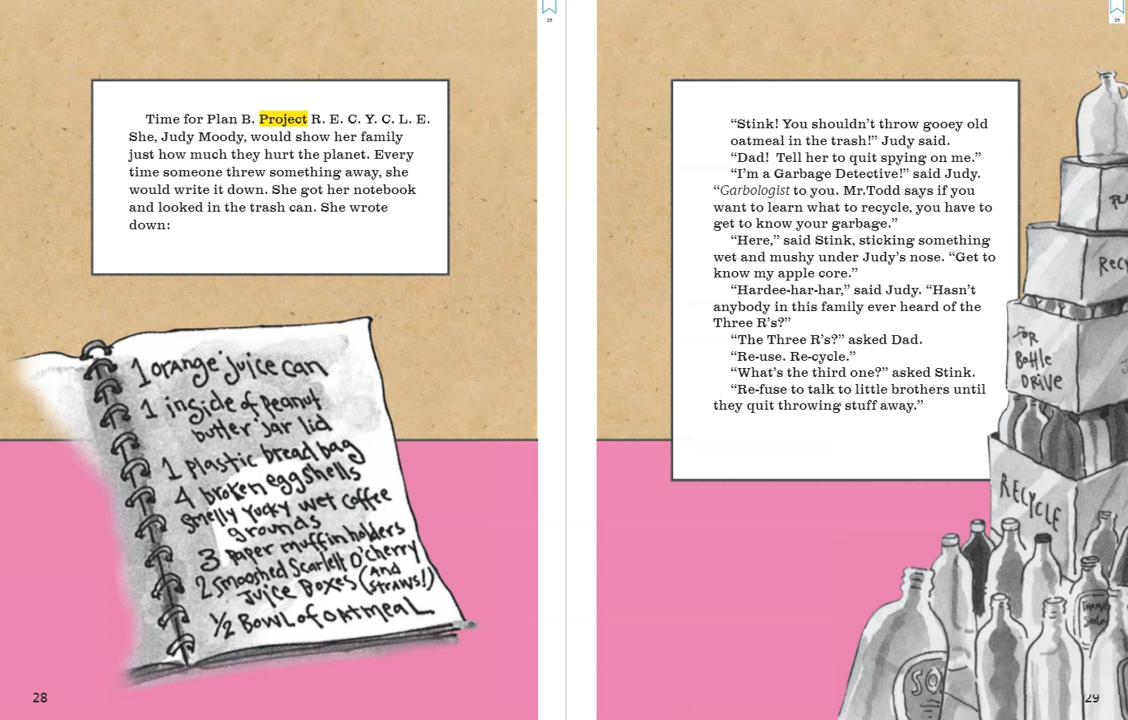 28
Time for Plan B. Project R. E. C. Y. C. L. E.
She, Judy Moody, would show her family
just how much they hurt the planet. Every
time someone threw something away, she
would write it down. She got her notebook
and looked in the trash can. She wrote
down:
1 orange juice can
1 inside of Peanut
butter jar lid
1 plastic bread bag
4 broken eggshells
smelly yucky wet coffee
grounds
3 Paper muffin holders
2 smooshed Scarlett O'cherry
Juice Boxes (and
straws!)
1/2 Bowl of oatmeal
28
29
“Stink! You shouldn’t throw gooey old
oatmeal in the trash!” Judy said.
“Dad!  Tell her to quit spying on me.”
“I’m a Garbage Detective!” said Judy.
“Garbologist to you. Mr.Todd says if you
want to learn what to recycle, you have to
get to know your garbage.”
“Here,” said Stink, sticking something
wet and mushy under Judy’s nose. “Get to
know my apple core.”
“Hardee-har-har,” said Judy. “Hasn’t
anybody in this family ever heard of the
Three R’s?”
“The Three R’s?” asked Dad.
“Re-use. Re-cycle.”
“What’s the third one?” asked Stink.
“Re-fuse to talk to little brothers until
they quit throwing stuff away.”
PL
RECY
FOR
BOttle
DRIVE
RECYCLE
SO
29